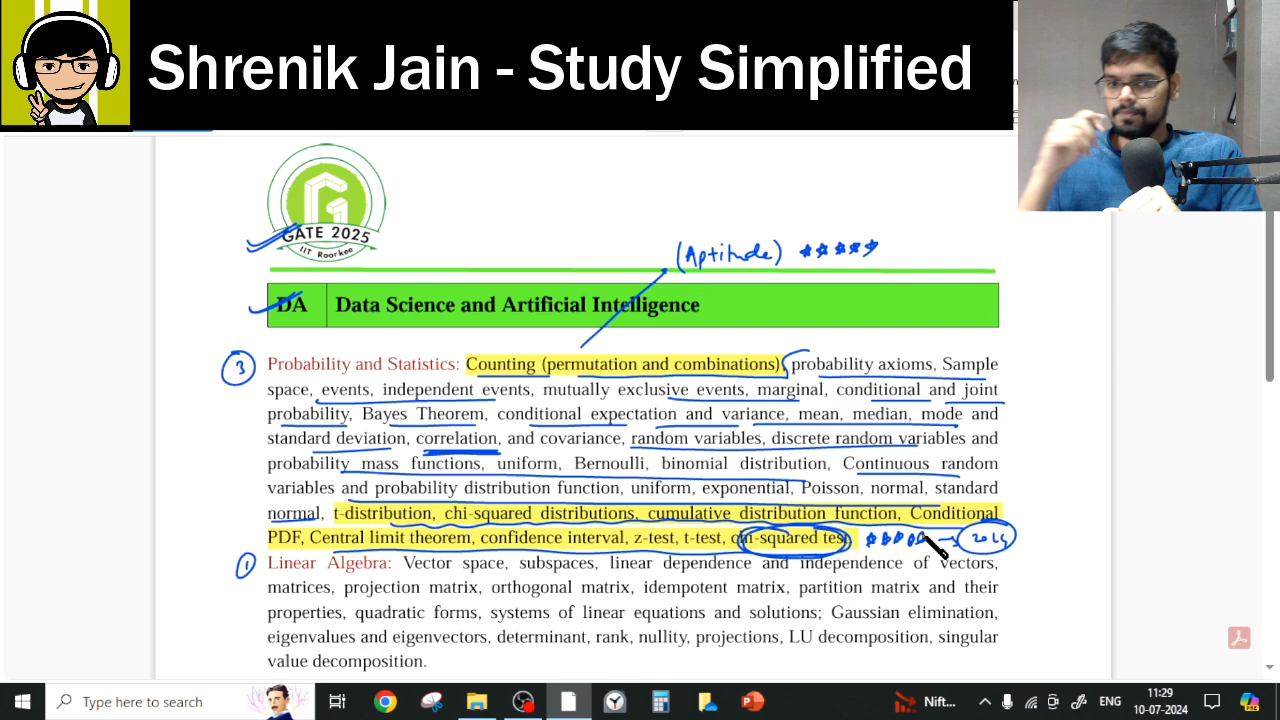 Shrenik Jain - Study Simplified
GATE 2025
IIT Roorkee
(Aptitude)
DA Data Science and Artificial Intelligence
3 Probability and Statistics: Counting (permutation and combinations), probability axioms, Sample
space, events, independent events, mutually exclusive events, marginal, conditional and joint
probability, Bayes Theorem, conditional expectation and variance, mean, median, mode and
standard deviation, correlation, and covariance, random variables, discrete random variables and
probability mass functions, uniform, Bernoulli, binomial distribution, Continuous random
variables and probability distribution function, uniform, exponential, Poisson, normal, standard
normal, t-distribution, chi-squared distributions, cumulative distribution function, Conditional
PDF, Central limit theorem, confidence interval, z-test, t-test, chi-squared test.
1 Linear Algebra: Vector space, subspaces, linear dependence and independence of vectors,
matrices, projection matrix, orthogonal matrix, idempotent matrix, partition matrix and their
properties, quadratic forms, systems of linear equations and solutions; Gaussian elimination,
eigenvalues and eigenvectors, determinant, rank, nullity, projections, LU decomposition, singular
value decomposition.
Type here to search
Nift...
ENG
11:29
10-07-2024